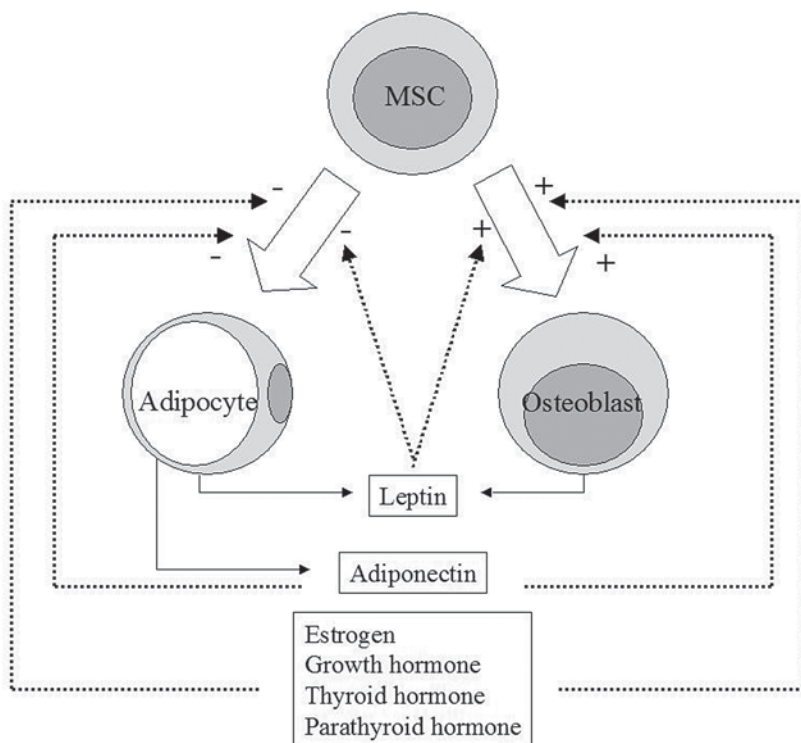 MSC
- +
- +
- -
+ +
Adipocyte
Osteoblast
Leptin
Adiponectin
Estrogen
Growth hormone
Thyroid hormone
Parathyroid hormone